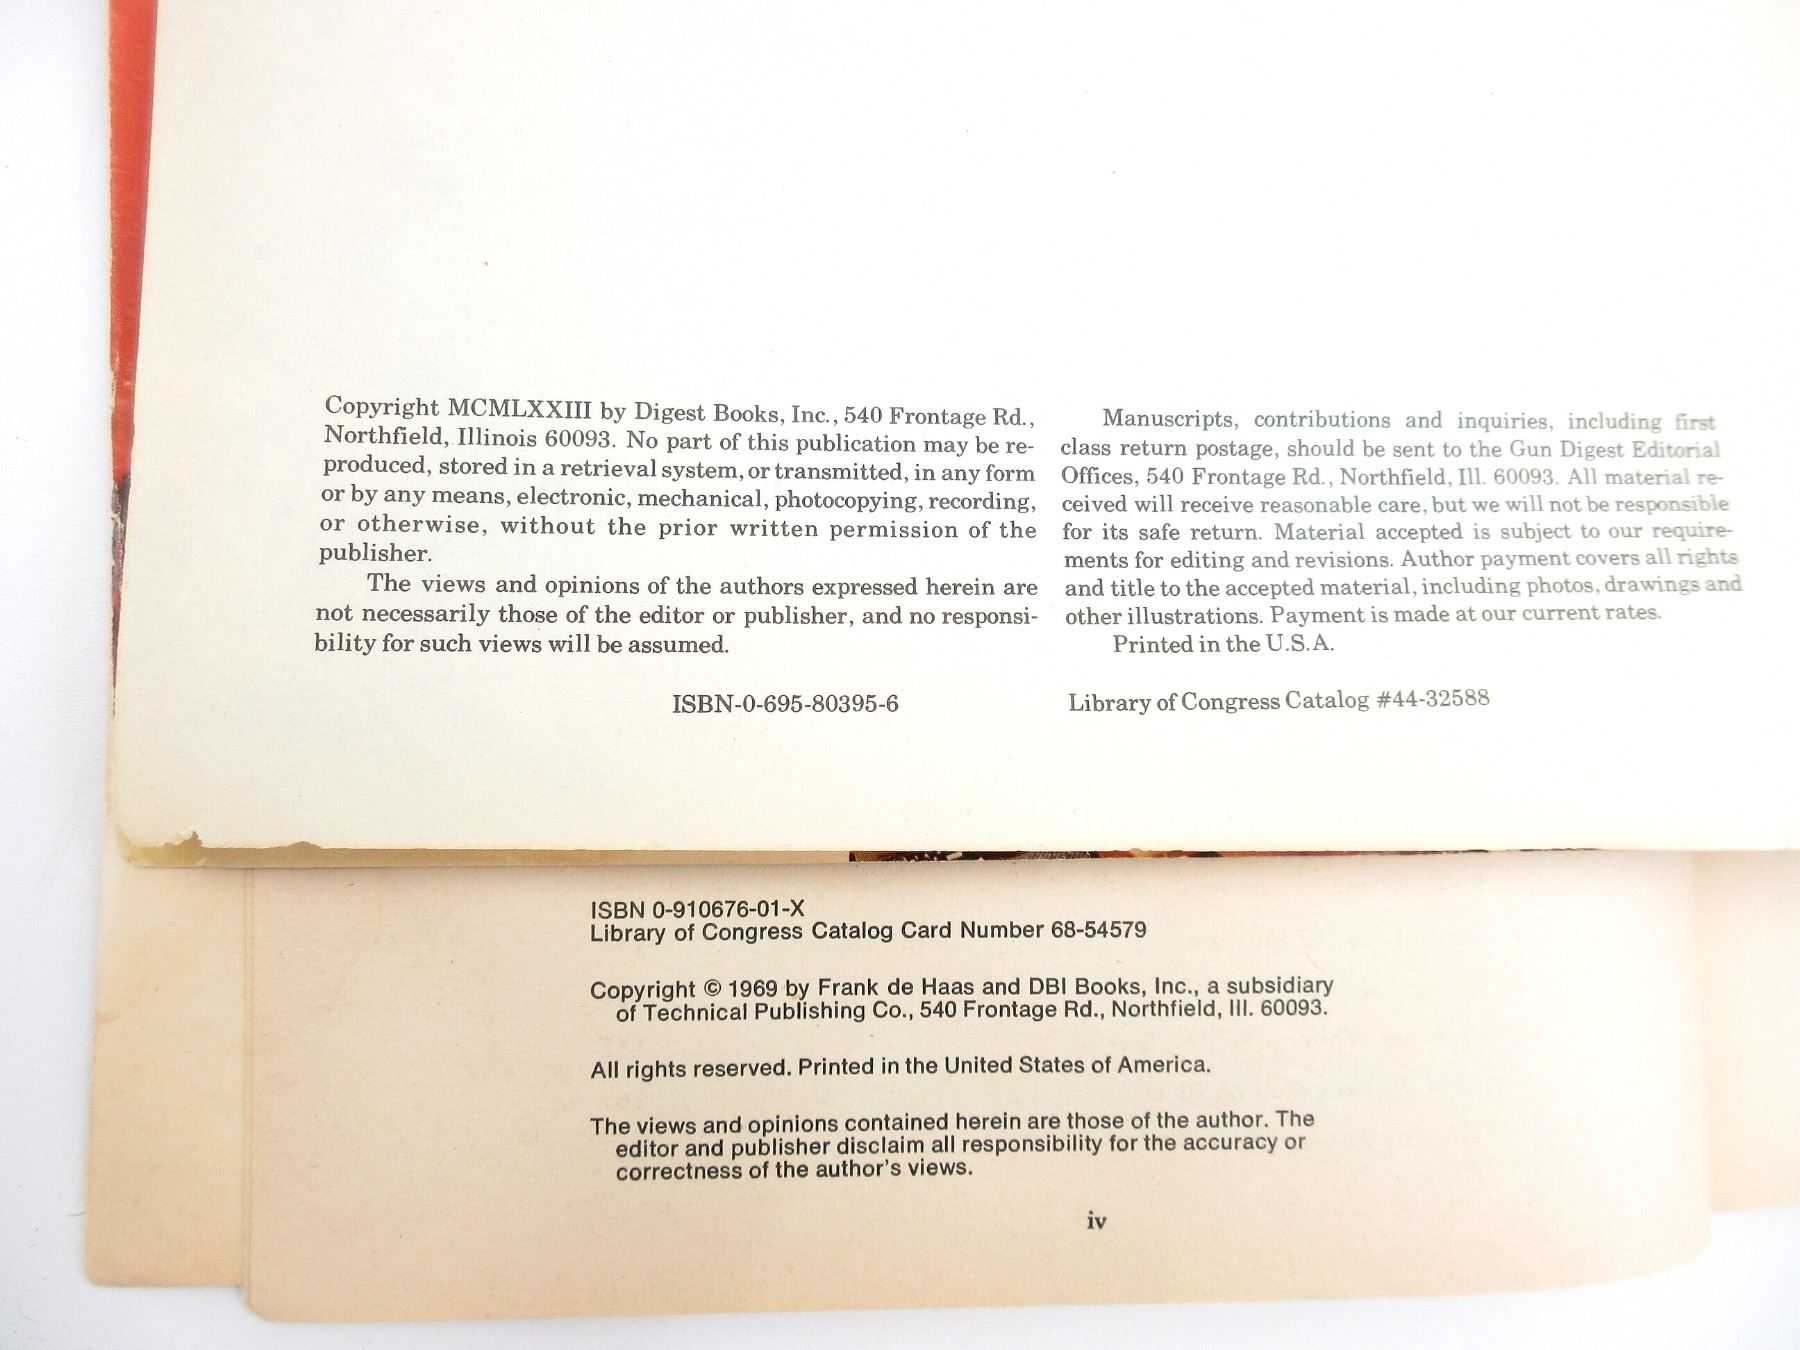 Copyright MCMLXXIII by Digest Books, Inc., 540 Frontage Rd.,
Northfield, Illinois 60093. No part of this publication may be re-
produced, stored in a retrieval system, or transmitted, in any form
or by any means, electronic, mechanical, photocopying, recording,
or otherwise, without the prior written permission of the
publisher.
The views and opinions of the authors expressed herein are
not necessarily those of the editor or publisher, and no responsi-
bility for such views will be assumed.
ISBN-0-695-80395-6
Manuscripts, contributions and inquiries, including first
class return postage, should be sent to the Gun Digest Editorial
Offices, 540 Frontage Rd., Northfield, Ill. 60093. All material re-
ceived will receive reasonable care, but we will not be responsible
for its safe return. Material accepted is subject to our require-
ments for editing and revisions. Author payment covers all rights
and title to the accepted material, including photos, drawings and
other illustrations. Payment is made at our current rates.
Printed in the U.S.A.
Library of Congress Catalog #44-32588
ISBN 0-910676-01-X
Library of Congress Catalog Card Number 68-54579
Copyright © 1969 by Frank de Haas and DBI Books, Inc., a subsidiary
of Technical Publishing Co., 540 Frontage Rd., Northfield, Ill. 60093.
All rights reserved. Printed in the United States of America.
The views and opinions contained herein are those of the author. The
editor and publisher disclaim all responsibility for the accuracy or
correctness of the author's views.
iv